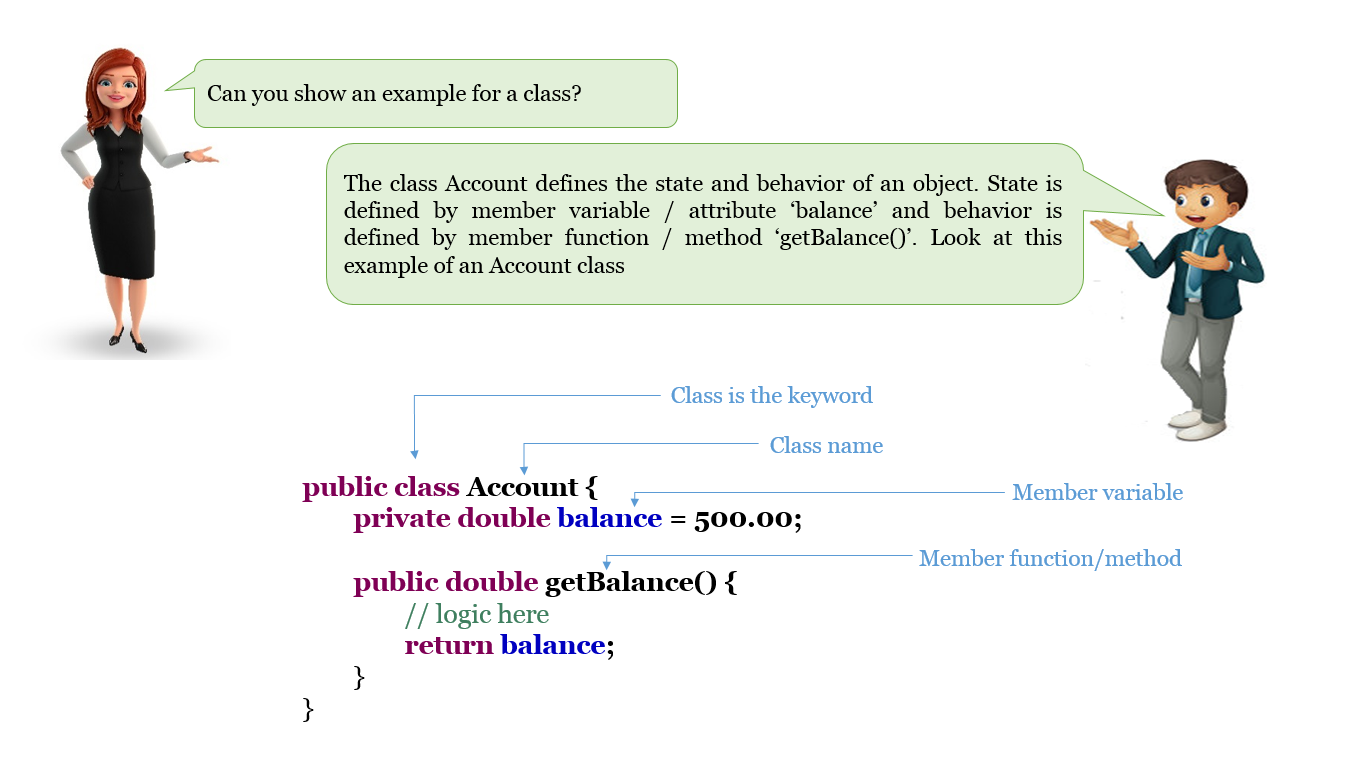 Can you show an example for a class?
The class Account defines the state and behavior of an object. State is
defined by member variable / attribute ‘balance’ and behavior is
defined by member function / method ‘getBalance()’. Look at this
example of an Account class
Class is the keyword
Class name
public class Account {
Member variable
private double balance = 500.00;
Member function/method
public double getBalance() {
// logic here
return balance;
}
}